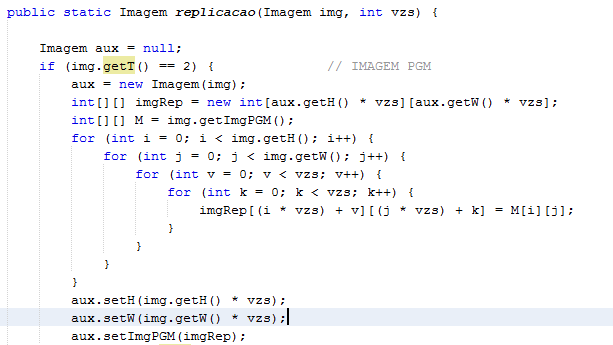 public static Imagem replicacao(Imagem img, int vzs) {
Imagem aux = null;
if (img.getT() == 2) { // IMAGEM PGM
aux = new Imagem(img);
int[][] imgRep = new int[aux.getH() * vzs][aux.getW() * vzs];
int[][] M = img.getImgPGM();
for (int i = 0; i < img.getH(); i++) {
for (int j = 0; j < img.getW(); j++) {
for (int v = 0; v < vzs; v++) {
for (int k = 0; k < vzs; k++) {
imgRep[(i * vzs) + v][(j * vzs) + k] = M[i][j];
}
}
}
}
aux.setH(img.getH() * vzs);
aux.setW(img.getW() * vzs);
aux.setImgPGM(imgRep);